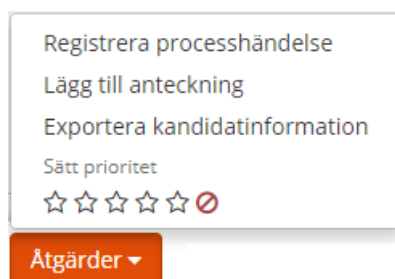 Registrera processhändelse
Lägg till anteckning
Exportera kandidatinformation
Sätt prioritet
Åtgärder